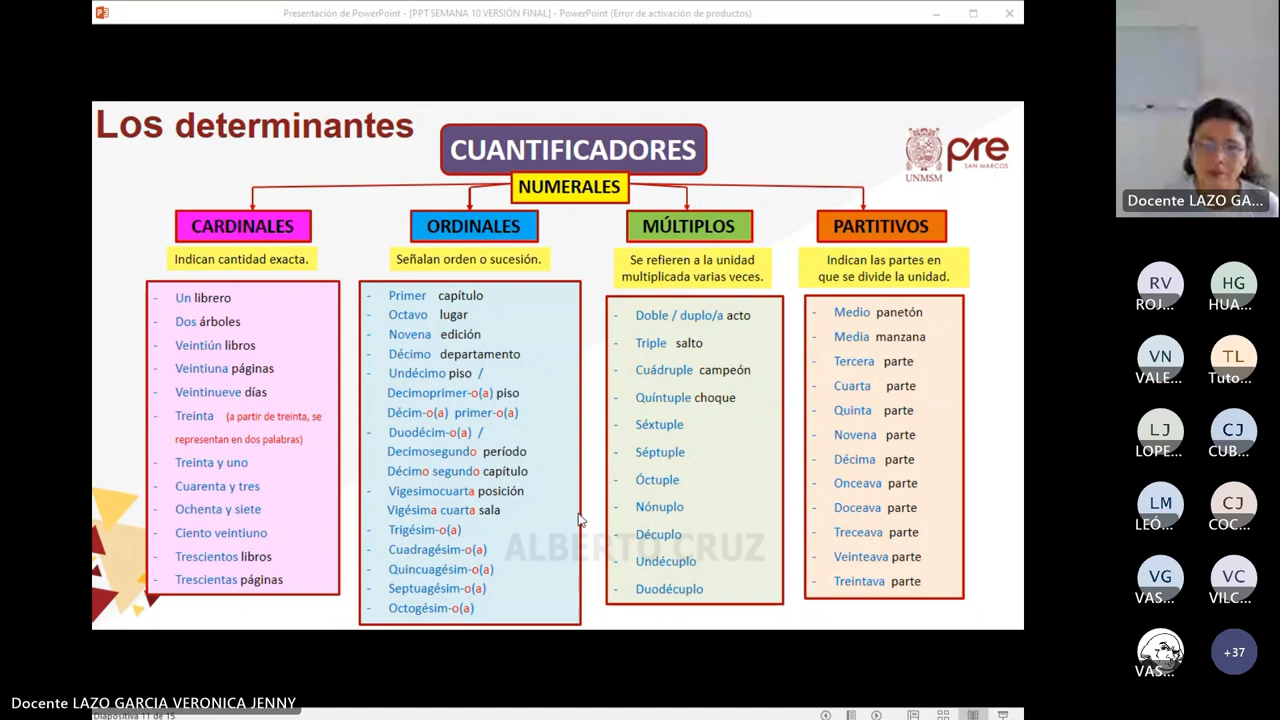 Presentación de PowerPoint - [PPT SEMANA 10 VERSIÓN FINAL] - PowerPoint (Error de activación de productos)
Los determinantes
CUANTIFICADORES
NUMERALES
UNMSM
pre
SAN MARCOS
CARDINALES
Indican cantidad exacta.
- Un librero
- Dos árboles
- Veintiún libros
- Veintiuna páginas
- Veintinueve días
- Treinta (a partir de treinta, se
representan en dos palabras)
- Treinta y uno
- Cuarenta y tres
- Ochenta y siete
- Ciento veintiuno
- Trescientos libros
- Trescientas páginas
ORDINALES
Señalan orden o sucesión.
- Primer capítulo
- Octavo lugar
- Novena edición
- Décimo departamento
- Undécimo piso /
Decimoprimer-o(a) piso
Décim-o(a) primer-o(a)
- Duodécim-o(a) /
Decimosegundo período
Décimo segundo capítulo
- Vigesimocuarta posición
Vigésima cuarta sala
- Trigésim-o(a)
- Cuadragésim-o(a)
- Quincuagésim-o(a)
- Septuagésim-o(a)
- Octogésim-o(a)
MÚLTIPLOS
Se refieren a la unidad
multiplicada varias veces.
- Doble / duplo/a acto
- Triple salto
- Cuádruple campeón
- Quíntuple choque
- Séxtuple
- Séptuple
- Óctuple
- Nónuplo
- Décuplo
- Undécuplo
- Duodécuplo
PARTITIVOS
Indican las partes en
que se divide la unidad.
- Medio panetón
- Media manzana
- Tercera parte
- Cuarta parte
- Quinta parte
- Novena parte
- Décima parte
- Onceava parte
- Doceava parte
- Treceava parte
- Veinteava parte
- Treintava parte
ALBERTO CRUZ
Docente LAZO GA...
RV
ROJ...
HG
HUA...
VN
VALE...
TL
Tuto...
LJ
LOPE...
CJ
CUB...
LM
LEÓ...
CJ
COC...
VG
VAS...
VC
VILC...
VAS...
+37
Docente LAZO GARCIA VERONICA JENNY
Diapositiva 11 de 15